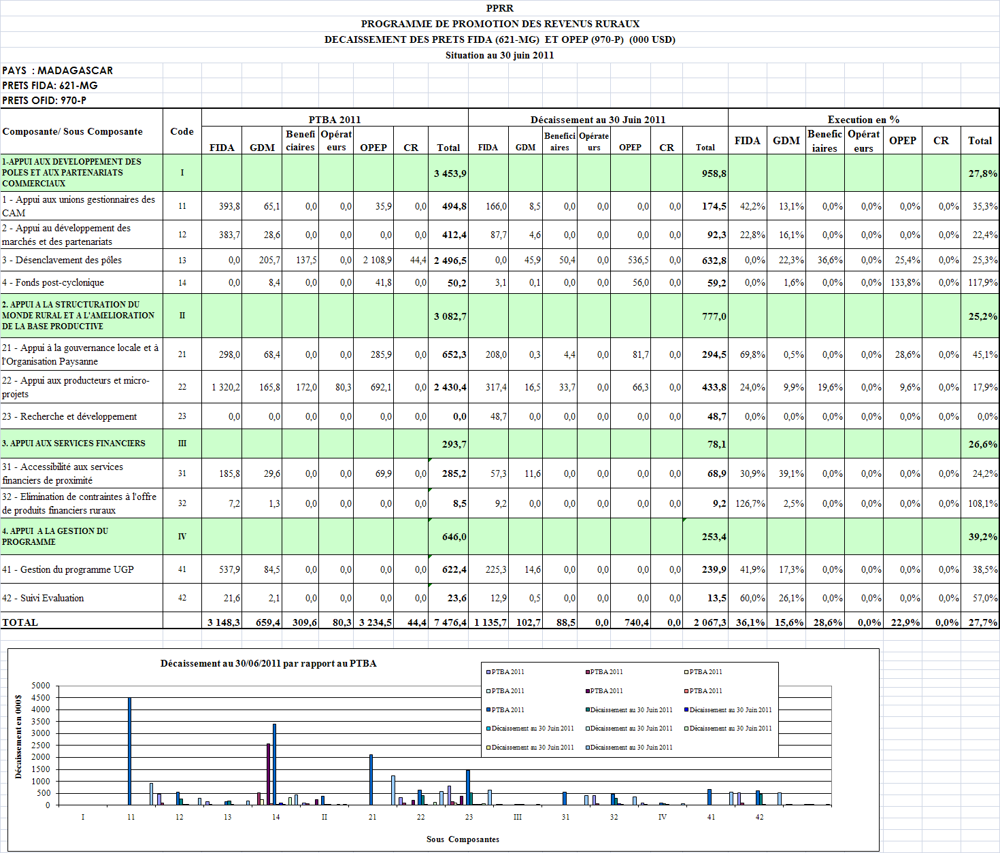 PPRR
PROGRAMME DE PROMOTION DES REVENUS RURAUX
DECAISSEMENT DES PRETS FIDA (621-MG) ET OPEP (970-P) (000 USD)
Situation au 30 juin 2011
PAYS : MADAGASCAR
PRETS FIDA: 621-MG
PRETS OFID: 970-P
Composante/ Sous Composante Code PTBA 2011 Décaissement au 30 Juin 2011 Execution en %
FIDA GDM Benefi ciaires Opérat eurs OPEP CR Total FIDA GDM Benefici aires Opérate urs OPEP CR Total FIDA GDM Benefic iaires Opérat eurs OPEP CR Total
1-APPUI AUX DEVELOPPEMENT DES
POLES ET AUX PARTENARIATS
COMMERCIAUX I 3 453,9 958,8 27,8%
1 - Appui aux unions gestionnaires des
CAM 11 393,8 65,1 0,0 0,0 35,9 0,0 494,8 166,0 8,5 0,0 0,0 0,0 0,0 174,5 42,2% 13,1% 0,0% 0,0% 0,0% 0,0% 35,3%
2 - Appui au développement des
marchés et des partenariats 12 383,7 28,6 0,0 0,0 0,0 0,0 412,4 87,7 4,6 0,0 0,0 0,0 0,0 92,3 22,8% 16,1% 0,0% 0,0% 0,0% 0,0% 22,4%
3 - Désenclavement des pôles 13 0,0 205,7 137,5 0,0 2 108,9 44,4 2 496,5 0,0 45,9 50,4 0,0 536,5 0,0 632,8 0,0% 22,3% 36,6% 0,0% 25,4% 0,0% 25,3%
4 - Fonds post-cyclonique 14 0,0 8,4 0,0 0,0 41,8 0,0 50,2 3,1 0,1 0,0 0,0 56,0 0,0 59,2 0,0% 1,6% 0,0% 0,0% 133,8% 0,0% 117,9%
2. APPUI A LA STRUCTURATION DU
MONDE RURAL ET A L'AMELIORATION
DE LA BASE PRODUCTIVE II 3 082,7 777,0 25,2%
21 - Appui à la gouvernance locale et à
l'Organisation Paysanne 21 298,0 68,4 0,0 0,0 285,9 0,0 652,3 208,0 0,3 4,4 0,0 81,7 0,0 294,5 69,8% 0,5% 0,0% 0,0% 28,6% 0,0% 45,1%
22 - Appui aux producteurs et micro-
projets 22 1 320,2 165,8 172,0 80,3 692,1 0,0 2 430,4 317,4 16,5 33,7 0,0 66,3 0,0 433,8 24,0% 9,9% 19,6% 0,0% 9,6% 0,0% 17,9%
23 - Recherche et développement 23 0,0 0,0 0,0 0,0 0,0 0,0 0,0 48,7 0,0 0,0 0,0 0,0 0,0 48,7 0,0% 0,0% 0,0% 0,0% 0,0% 0,0% 0,0%
3. APPUI AUX SERVICES FINANCIERS III 293,7 78,1 26,6%
31 - Accessibilité aux services
financiers de proximité 31 185,8 29,6 0,0 0,0 69,9 0,0 285,2 57,3 11,6 0,0 0,0 0,0 0,0 68,9 30,9% 39,1% 0,0% 0,0% 0,0% 0,0% 24,2%
32 - Elimination de contraintes à l'offre
de produits financiers ruraux 32 7,2 1,3 0,0 0,0 0,0 0,0 8,5 9,2 0,0 0,0 0,0 0,0 0,0 9,2 126,7% 2,5% 0,0% 0,0% 0,0% 0,0% 108,1%
4. APPUI A LA GESTION DU
PROGRAMME IV 646,0 253,4 39,2%
41 - Gestion du programme UGP 41 537,9 84,5 0,0 0,0 0,0 0,0 622,4 225,3 14,6 0,0 0,0 0,0 0,0 239,9 41,9% 17,3% 0,0% 0,0% 0,0% 0,0% 38,5%
42 - Suivi Evaluation 42 21,6 2,1 0,0 0,0 0,0 0,0 23,6 12,9 0,5 0,0 0,0 0,0 0,0 13,5 60,0% 26,1% 0,0% 0,0% 0,0% 0,0% 57,0%
TOTAL 3 148,3 659,4 309,6 80,3 3 234,5 44,4 7 476,4 1 135,7 102,7 88,5 0,0 740,4 0,0 2 067,3 36,1% 15,6% 28,6% 0,0% 22,9% 0,0% 27,7%
Décaissement au 30/06/2011 par rapport au PTBA
PTBA 2011 PTBA 2011 PTBA 2011
PTBA 2011 PTBA 2011 PTBA 2011
PTBA 2011 Décaissement au 30 Juin 2011 Décaissement au 30 Juin 2011
Décaissement au 30 Juin 2011 Décaissement au 30 Juin 2011 Décaissement au 30 Juin 2011
Décaissement au 30 Juin 2011 Décaissement au 30 Juin 2011
Décaissement en 000$
5000
4500
4000
3500
3000
2500
2000
1500
1000
500
0
I 11 12 13 14 II 21 22 23 III 31 32 IV 41 42
Sous Composantes